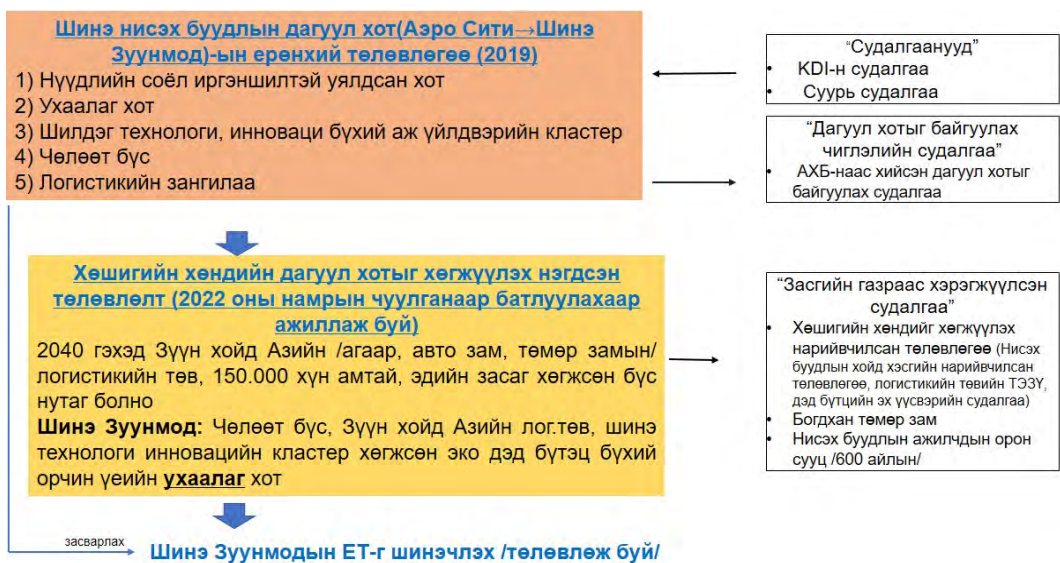 Шинэ нисэх буудлын дагуул хот(Аэро Сити→Шинэ
Зуунмод)-ын ерөнхий төлөвлөгөө (2019)
1) Нүүдлийн соёл иргэншилтэй уялдсан хот
2) Ухаалаг хот
3) Шилдэг технологи, инноваци бүхий аж үйлдвэрийн кластер
4) Чөлөөт бүс
5) Логистикийн зангилаа
"Судалгаанууд"
• KDI-н судалгаа
• Суурь судалгаа
"Дагуул хотыг байгуулах
чиглэлийн судалгаа"
• АХБ-наас хийсэн дагуул хотыг
байгуулах судалгаа
Хөшигийн хөндийн дагуул хотыг хөгжүүлэх нэгдсэн
төлөвлөлт (2022 оны намрын чуулганаар батлуулахаар
ажиллаж буй)
2040 гэхэд Зүүн хойд Азийн /агаар, авто зам, төмөр замын/
логистикийн төв, 150.000 хүн амтай, эдийн засаг хөгжсөн бүс
нутаг болно
Шинэ Зуунмод: Чөлөөт бүс, Зүүн хойд Азийн лог.төв, шинэ
технологи инновацийн кластер хөгжсөн эко дэд бүтэц бүхий
орчин үеийн ухаалаг хот
"Засгийн газраас хэрэгжүүлсэн
судалгаа"
• Хөшигийн хөндийг хөгжүүлэх
нарийвчилсан төлөвлөгөө (Нисэх
буудлын хойд хэсгийн нарийвчилсан
төлөвлөгөө, логистикийн төвийн ТЭЗҮ,
дэд бүтцийн эх үүсвэрийн судалгаа)
• Богдхан төмөр зам
• Нисэх буудлын ажилчдын орон
сууц /600 айлын/
засварлах
Шинэ Зуунмодын ЕТ-г шинэчлэх /төлөвлөж буй/